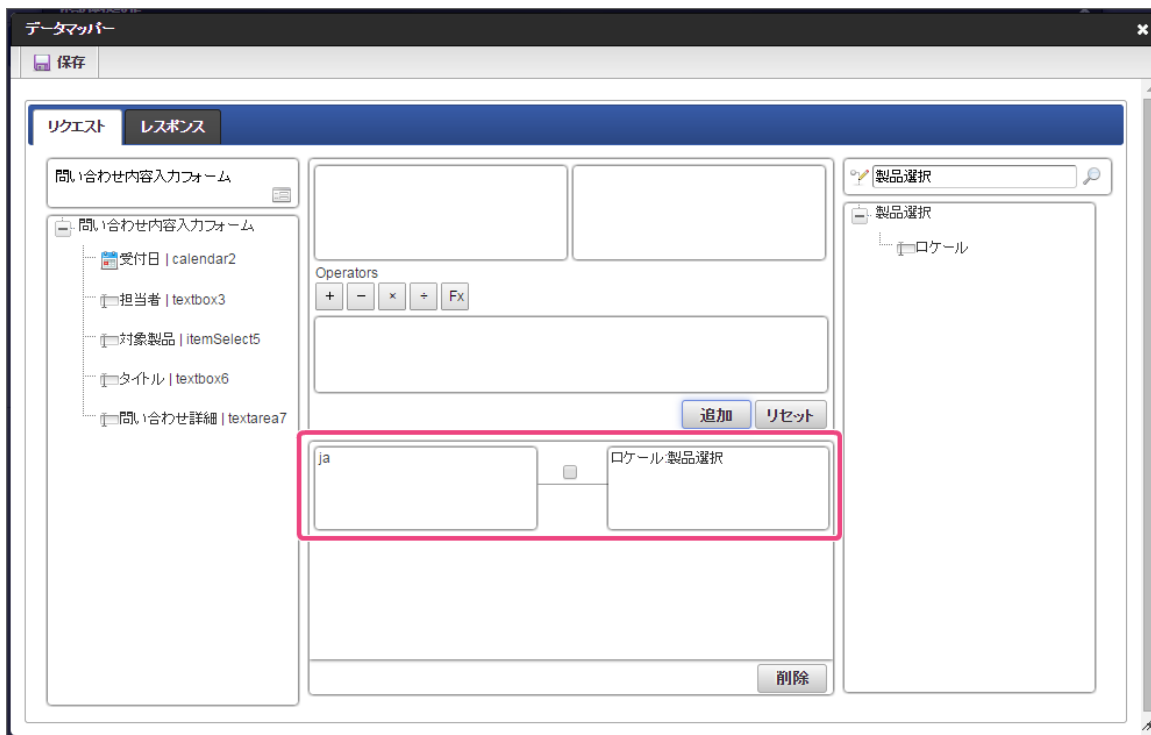 データマッパー
保存
リクエスト
レスポンス
問い合わせ内容入力フォーム
問い合わせ内容入力フォーム
受付日 | calendar2
担当者 | textbox3
対象製品 | itemSelect5
タイトル | textbox6
問い合わせ詳細 | textarea7
Operators
+ − × ÷ Fx
追加 リセット
ja
ロケール:製品選択
削除
製品選択
製品選択
ロケール